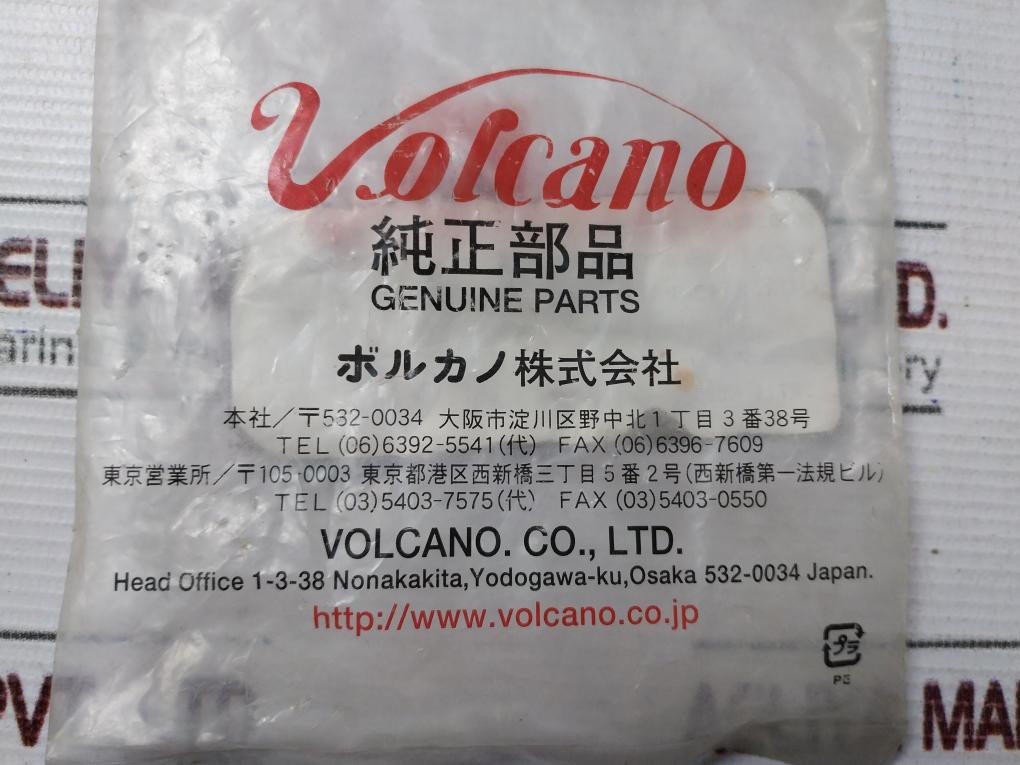 Volcano
純正部品
GENUINE PARTS
ボルカノ株式会社
本社／〒532-0034 大阪市淀川区野中北1丁目3番38号
TEL (06)6392-5541(代) FAX (06)6396-7609
東京営業所／〒105-0003 東京都港区西新橋三丁目5番2号(西新橋第一法規ビル)
TEL (03)5403-7575(代) FAX (03)5403-0550
VOLCANO. CO., LTD.
Head Office 1-3-38 Nonakakita,Yodogawa-ku,Osaka 532-0034 Japan.
http://www.volcano.co.jp
プラ
PE
D.
ry
MA